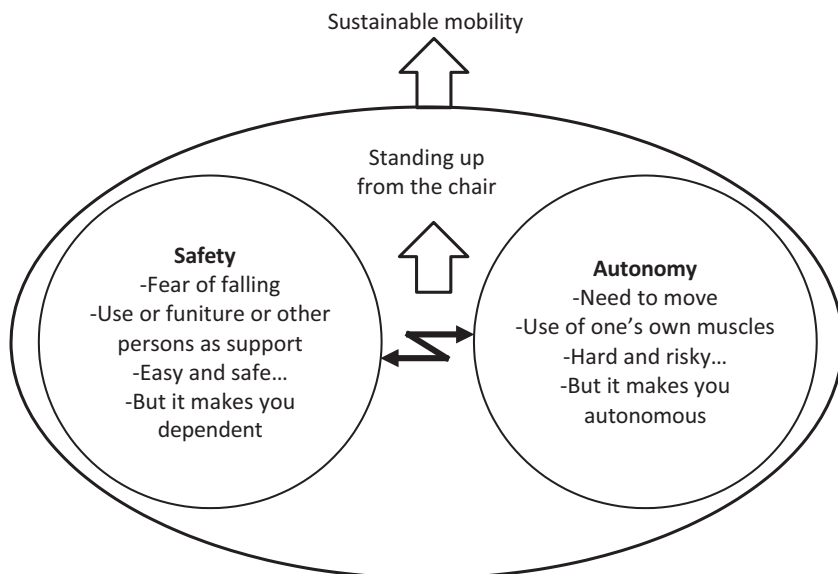 Sustainable mobility
Standing up
from the chair
Safety
-Fear of falling
-Use or funiture or other
persons as support
-Easy and safe...
-But it makes you
dependent
Autonomy
-Need to move
-Use of one’s own muscles
-Hard and risky...
-But it makes you
autonomous